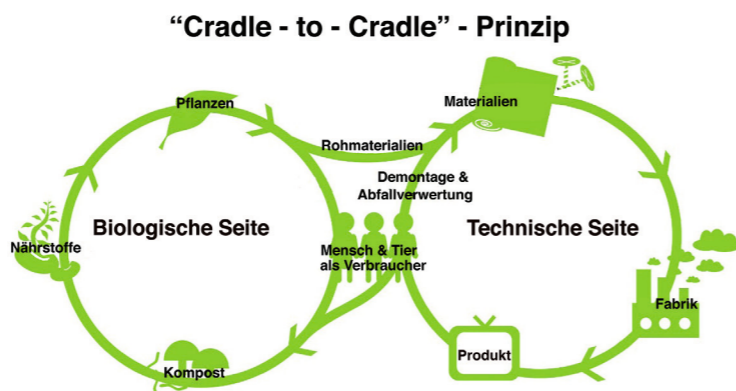 “Cradle - to - Cradle” - Prinzip
Pflanzen
Materialien
Rohmaterialien
Demontage &
Abfallverwertung
Biologische Seite
Technische Seite
Nährstoffe
Mensch & Tier
als Verbraucher
Fabrik
Produkt
Kompost